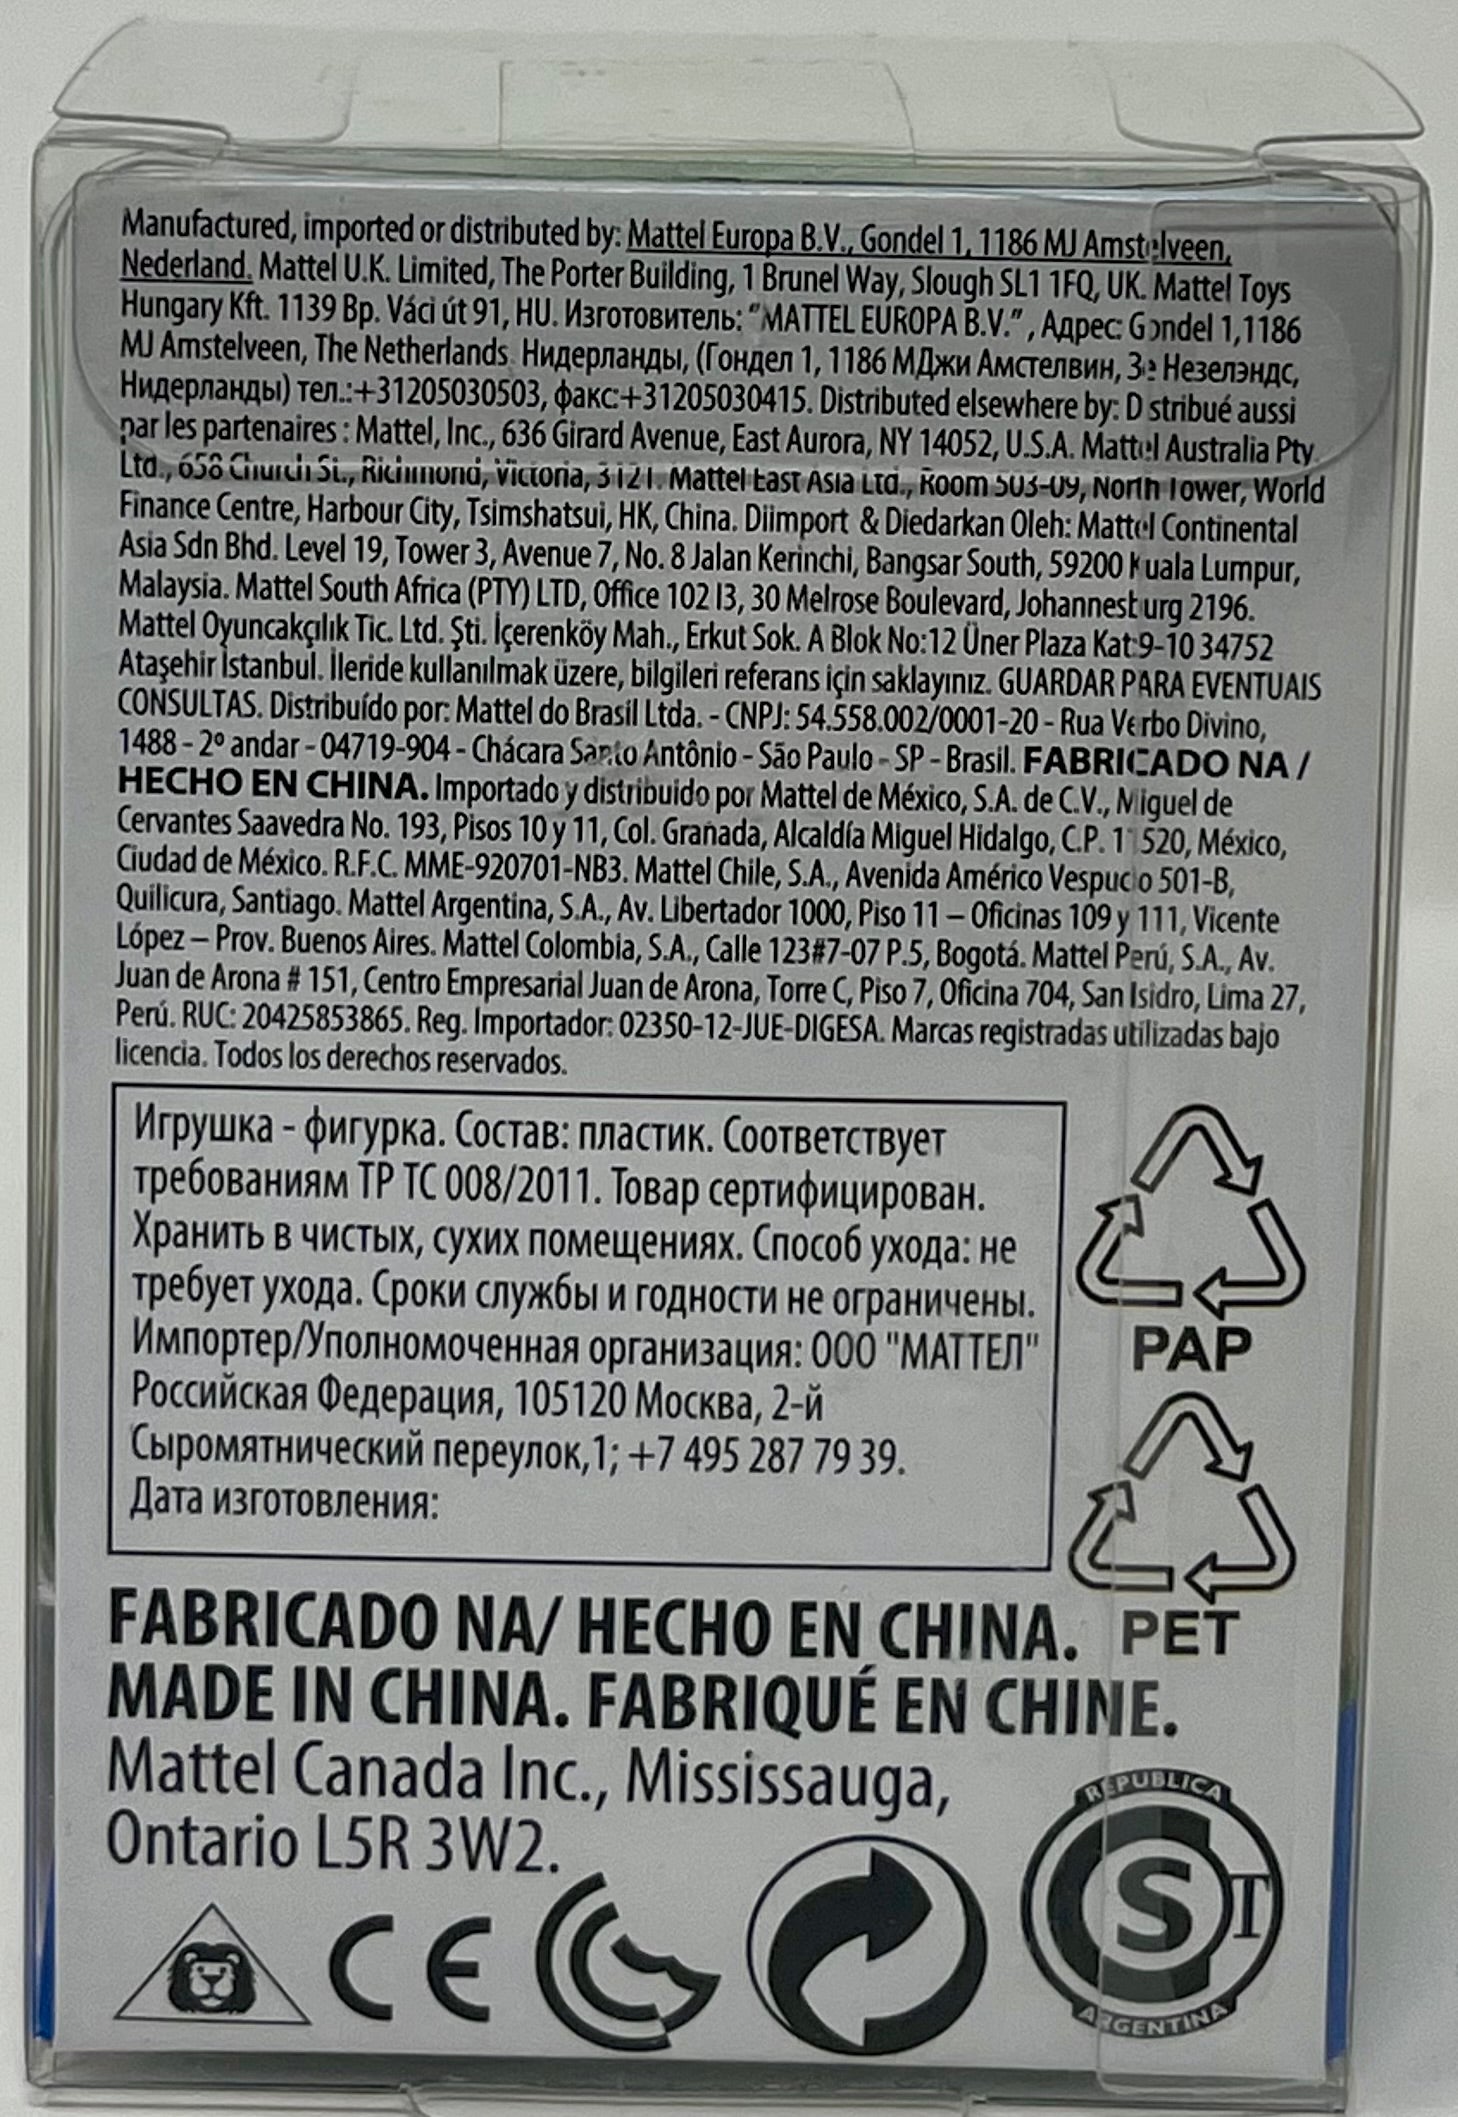 Manufactured, imported or distributed by: Mattel Europa B.V., Gondel 1, 1186 MJ Amstelveen,
Nederland. Mattel U.K. Limited, The Porter Building, 1 Brunel Way, Slough SL1 1FQ, UK. Mattel Toys
Hungary Kft. 1139 Bp. Váci út 91, HU. Изготовитель: "MATTEL EUROPA B.V." , Адрес: Gondel 1,1186
MJ Amstelveen, The Netherlands. Нидерланды, (Гондел 1, 1186 МДжи Амстелвин, Зе Незелэндс,
Нидерланды) тел.:+31205030503, факс:+31205030415. Distributed elsewhere by: Distribué aussi
par les partenaires : Mattel, Inc., 636 Girard Avenue, East Aurora, NY 14052, U.S.A. Mattel Australia Pty.
Ltd., 658 Church St., Richmond, Victoria, 3121. Mattel East Asia Ltd., Room 503-09, North Tower, World
Finance Centre, Harbour City, Tsimshatsui, HK, China. Diimport & Diedarkan Oleh: Mattel Continental
Asia Sdn Bhd. Level 19, Tower 3, Avenue 7, No. 8 Jalan Kerinchi, Bangsar South, 59200 Kuala Lumpur,
Malaysia. Mattel South Africa (PTY) LTD, Office 102 I3, 30 Melrose Boulevard, Johannesburg 2196.
Mattel Oyuncakçılık Tic. Ltd. Şti. İçerenköy Mah., Erkut Sok. A Blok No:12 Üner Plaza Kat:9-10 34752
Ataşehir İstanbul. İleride kullanılmak üzere, bilgileri referans için saklayınız. GUARDAR PARA EVENTUAIS
CONSULTAS. Distribuído por: Mattel do Brasil Ltda. - CNPJ: 54.558.002/0001-20 - Rua Verbo Divino,
1488 - 2º andar - 04719-904 - Chácara Santo Antônio - São Paulo - SP - Brasil. FABRICADO NA /
HECHO EN CHINA. Importado y distribuido por Mattel de México, S.A. de C.V., Miguel de
Cervantes Saavedra No. 193, Pisos 10 y 11, Col. Granada, Alcaldía Miguel Hidalgo, C.P. 11520, México,
Ciudad de México. R.F.C. MME-920701-NB3. Mattel Chile, S.A., Avenida Américo Vespucio 501-B,
Quilicura, Santiago. Mattel Argentina, S.A., Av. Libertador 1000, Piso 11 – Oficinas 109 y 111, Vicente
López – Prov. Buenos Aires. Mattel Colombia, S.A., Calle 123#7-07 P.5, Bogotá. Mattel Perú, S.A., Av.
Juan de Arona # 151, Centro Empresarial Juan de Arona, Torre C, Piso 7, Oficina 704, San Isidro, Lima 27,
Perú. RUC: 20425853865. Reg. Importador: 02350-12-JUE-DIGESA. Marcas registradas utilizadas bajo
licencia. Todos los derechos reservados.
Игрушка - фигурка. Состав: пластик. Соответствует
требованиям ТР ТС 008/2011. Товар сертифицирован.
Хранить в чистых, сухих помещениях. Способ ухода: не
требует ухода. Сроки службы и годности не ограничены.
Импортер/Уполномоченная организация: ООО "МАТТЕЛ"
Российская Федерация, 105120 Москва, 2-й
Сыромятнический переулок,1; +7 495 287 79 39.
Дата изготовления:
PAP
PET
FABRICADO NA/ HECHO EN CHINA.
MADE IN CHINA. FABRIQUÉ EN CHINE.
Mattel Canada Inc., Mississauga,
Ontario L5R 3W2.
CE
REPUBLICA
S T
ARGENTINA